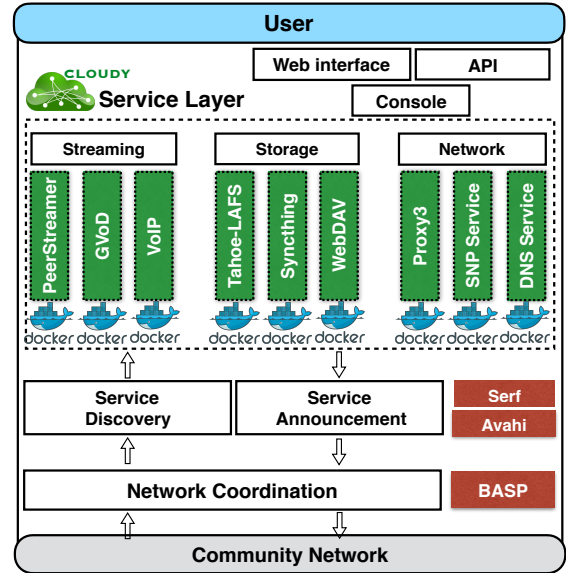 User
Web interface
API
CLOUDY
Service Layer
Console
Streaming
Storage
Network
PeerStreamer
GVoD
VoIP
Tahoe-LAFS
Syncthing
WebDAV
Proxy3
SNP Service
DNS Service
docker
docker
docker
docker
docker
docker
docker
docker
docker
Service
Discovery
Service
Announcement
Serf
Avahi
Network Coordination
BASP
Community Network